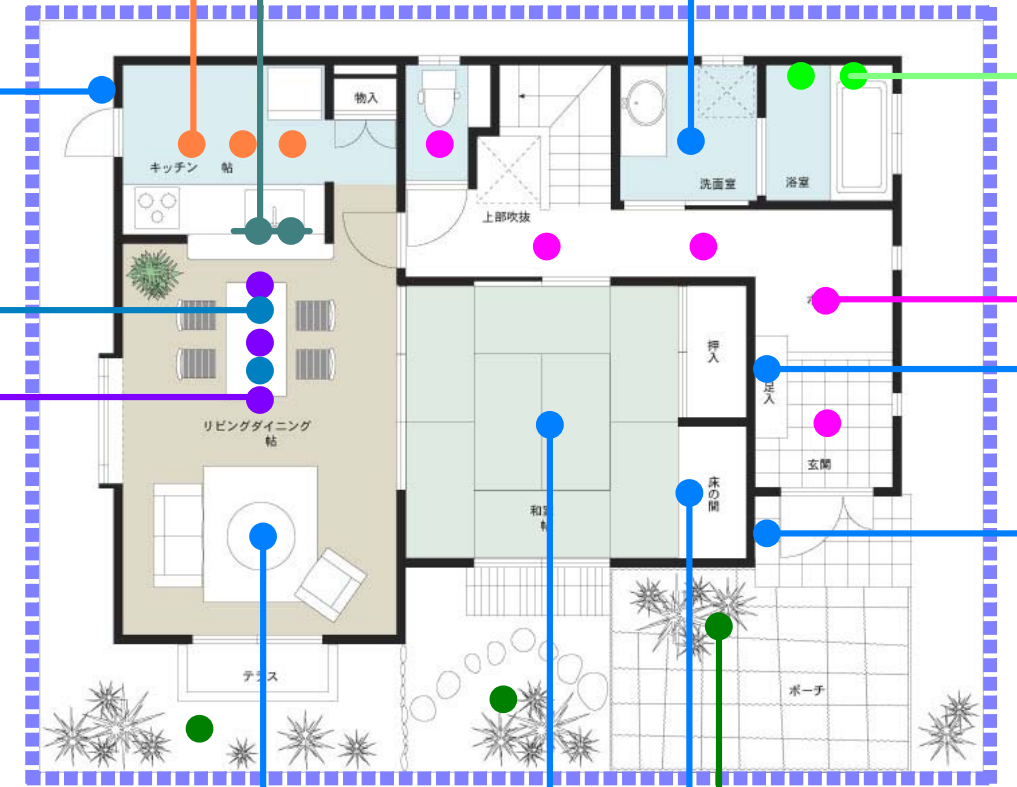 物入
キッチン 帖
洗面室
浴室
上部吹抜
押入
足入
リビングダイニング
帖
玄関
床の間
和
テラス
ポーチ